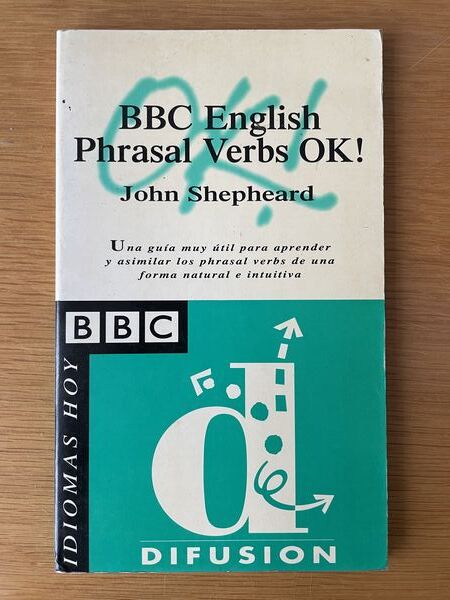 OK!
BBC English
Phrasal Verbs OK!
John Shepheard
Una guía muy útil para aprender
y asimilar los phrasal verbs de una
forma natural e intuitiva
BBC
IDIOMAS HOY
d
DIFUSION